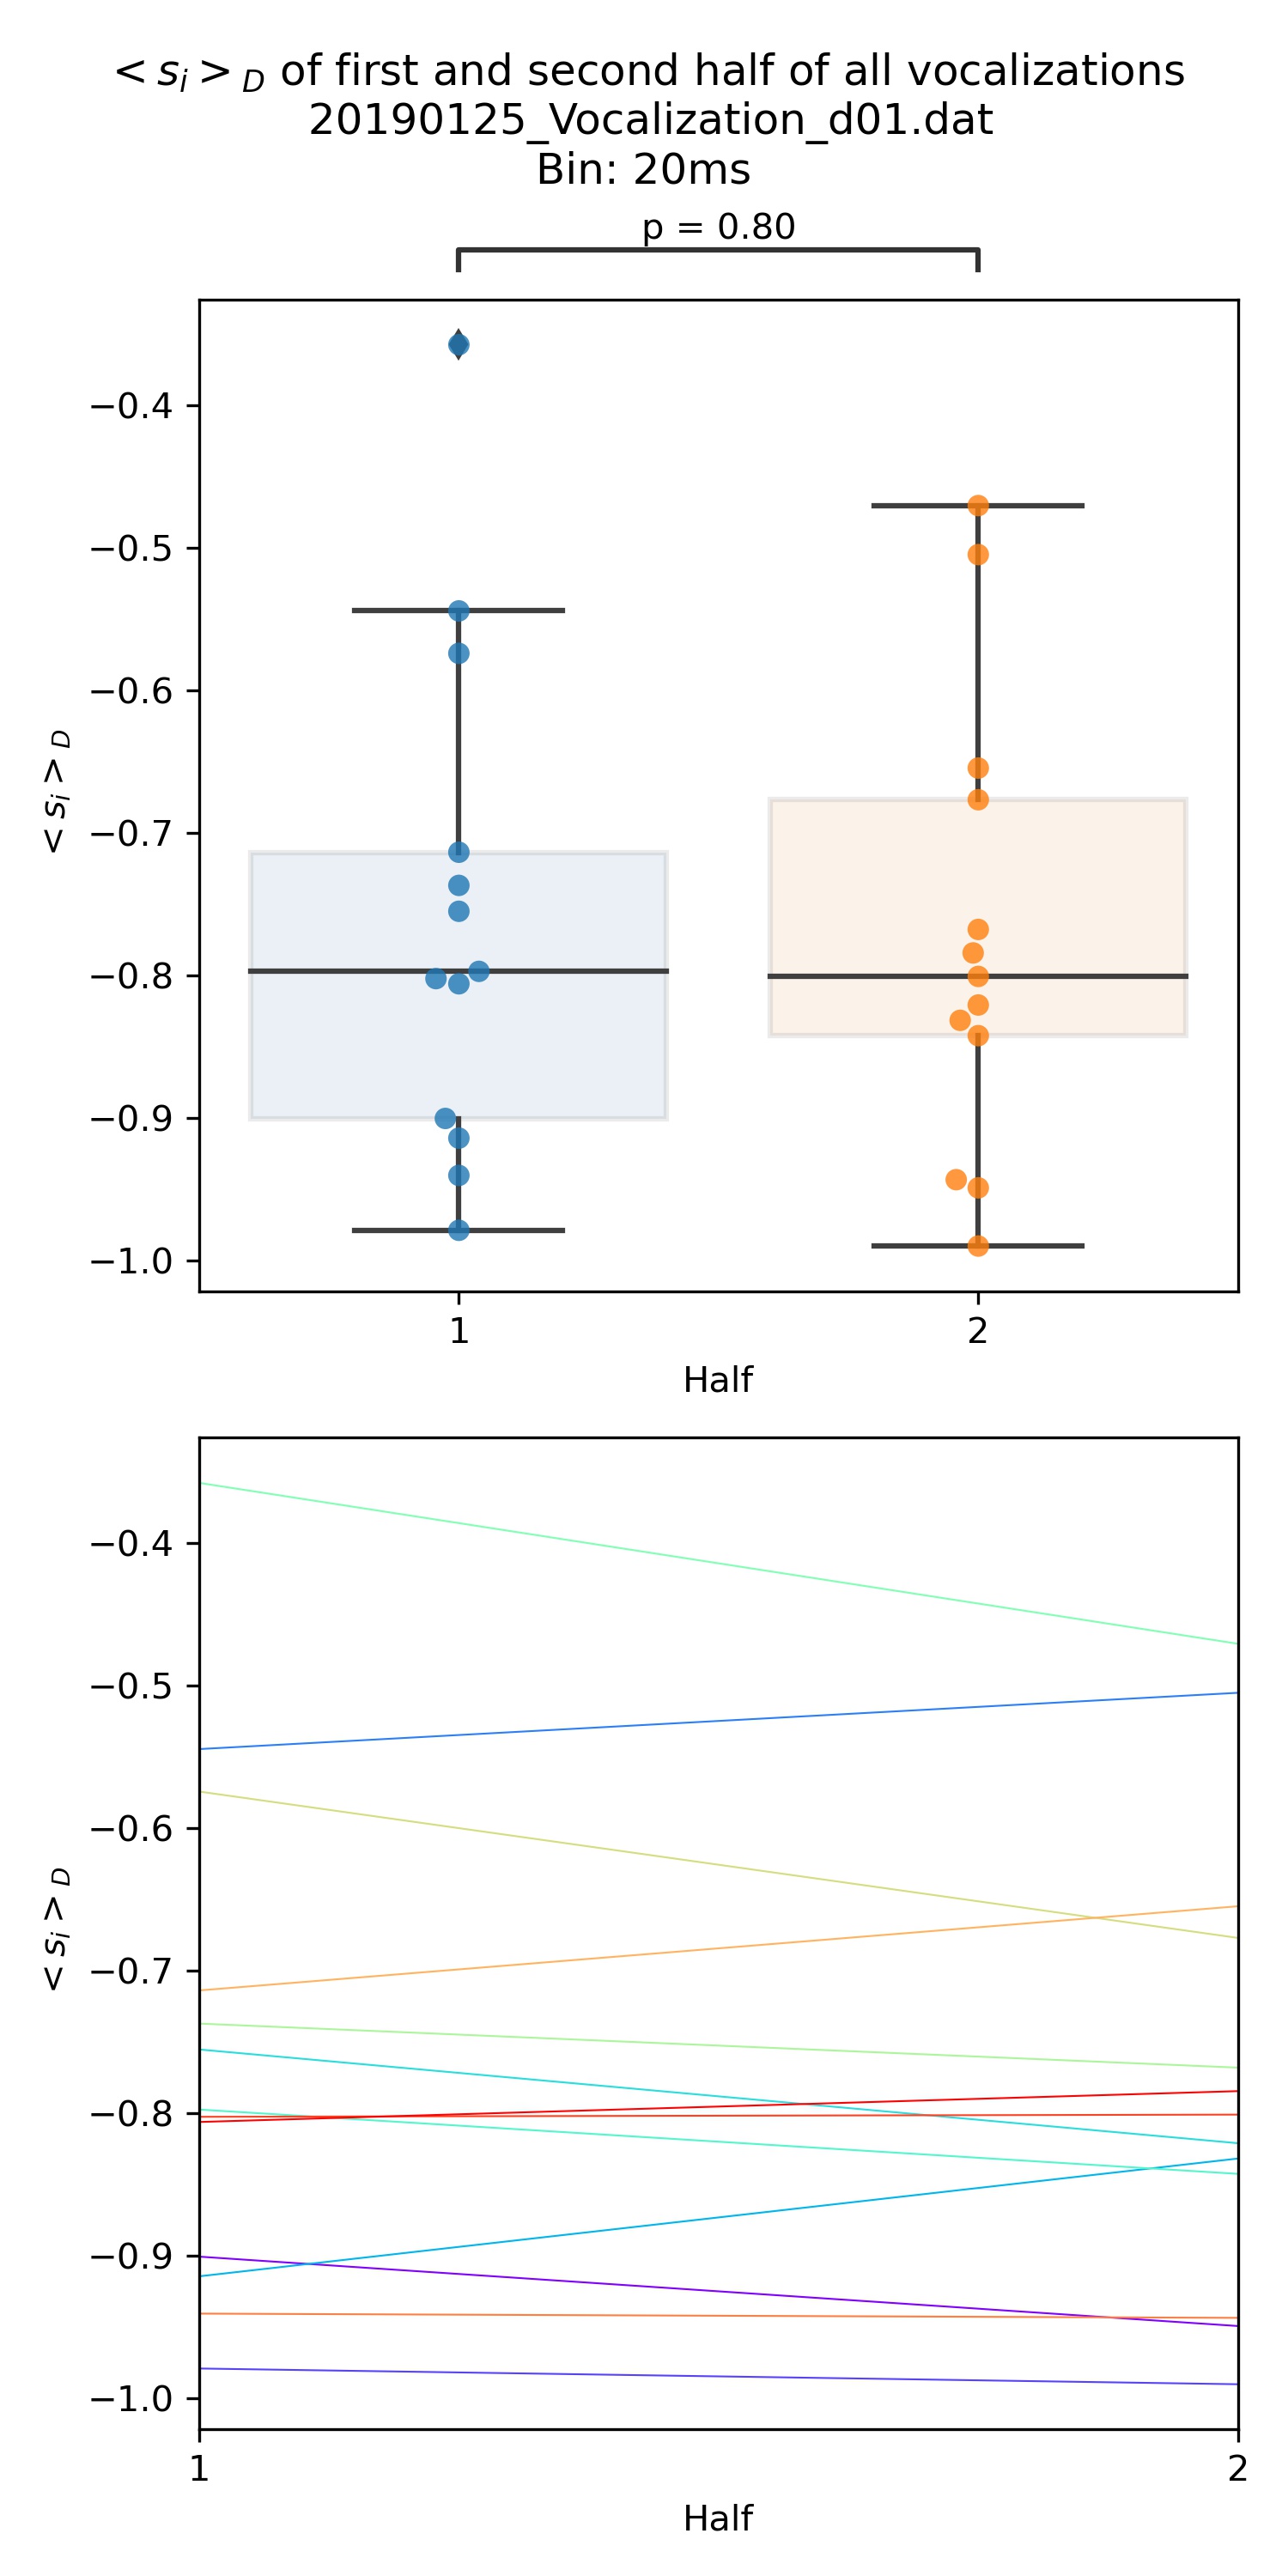 < s_i >_D of first and second half of all vocalizations
20190125_Vocalization_d01.dat
Bin: 20ms
p = 0.80
< s_i >_D
−0.4
−0.5
−0.6
−0.7
−0.8
−0.9
−1.0
1 2
Half
< s_i >_D
−0.4
−0.5
−0.6
−0.7
−0.8
−0.9
−1.0
1 2
Half